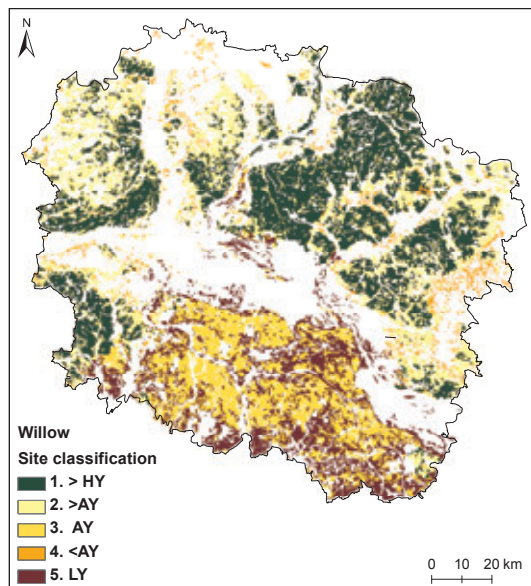 N
Willow
Site classification
1. > HY
2. >AY
3. AY
4. <AY
5. LY
0 10 20 km